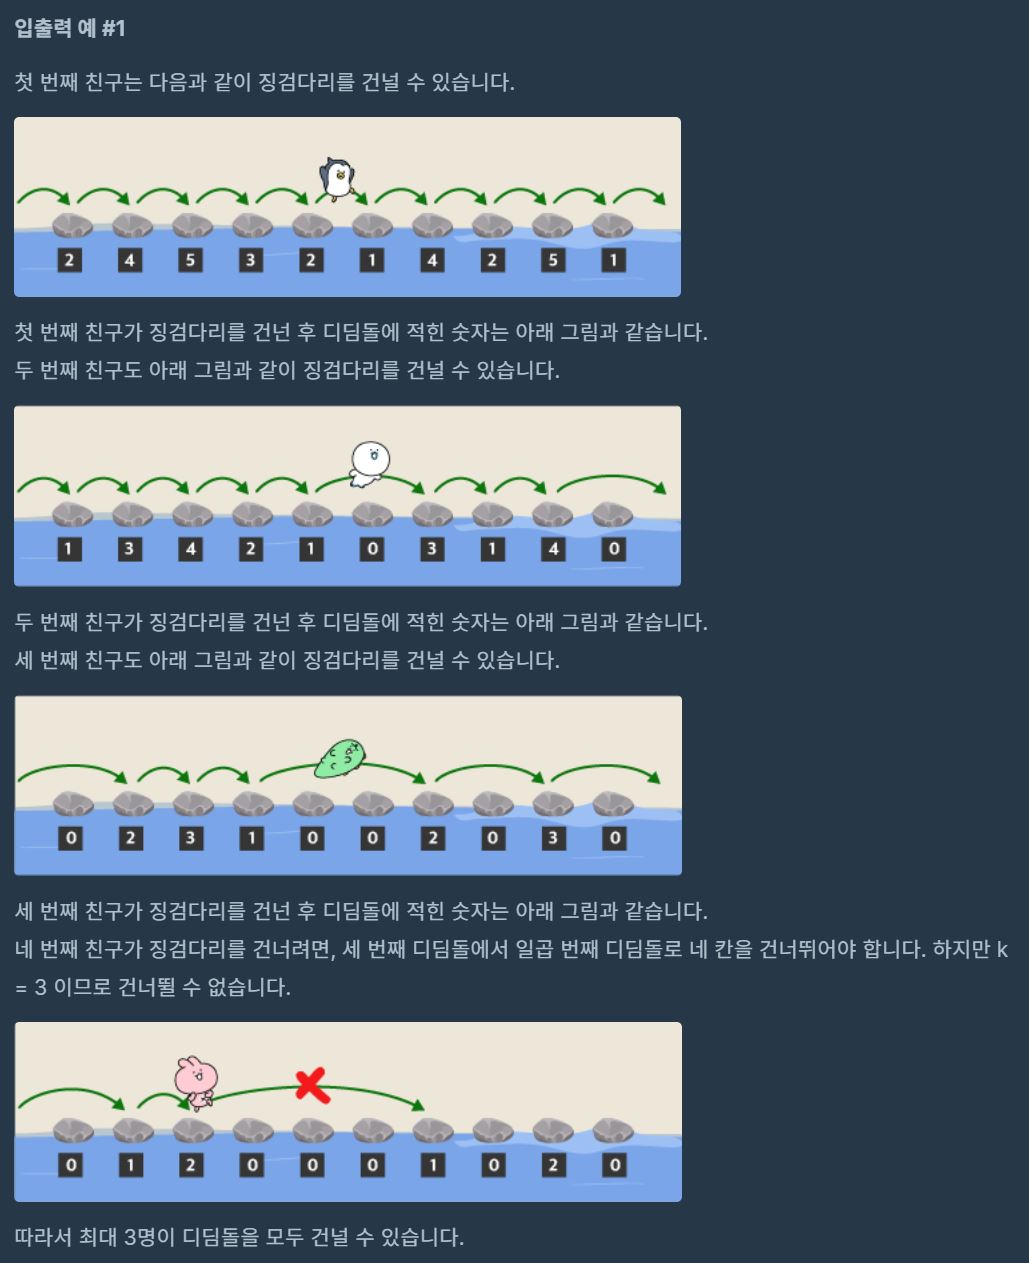 입출력 예 #1
첫 번째 친구는 다음과 같이 징검다리를 건널 수 있습니다.
2 4 5 3 2 1 4 2 5 1
첫 번째 친구가 징검다리를 건넌 후 디딤돌에 적힌 숫자는 아래 그림과 같습니다.
두 번째 친구도 아래 그림과 같이 징검다리를 건널 수 있습니다.
1 3 4 2 1 0 3 1 4 0
두 번째 친구가 징검다리를 건넌 후 디딤돌에 적힌 숫자는 아래 그림과 같습니다.
세 번째 친구도 아래 그림과 같이 징검다리를 건널 수 있습니다.
0 2 3 1 0 0 2 0 3 0
세 번째 친구가 징검다리를 건넌 후 디딤돌에 적힌 숫자는 아래 그림과 같습니다.
네 번째 친구가 징검다리를 건너려면, 세 번째 디딤돌에서 일곱 번째 디딤돌로 네 칸을 건너뛰어야 합니다. 하지만 k
= 3 이므로 건너뛸 수 없습니다.
0 1 2 0 0 0 1 0 2 0
따라서 최대 3명이 디딤돌을 모두 건널 수 있습니다.